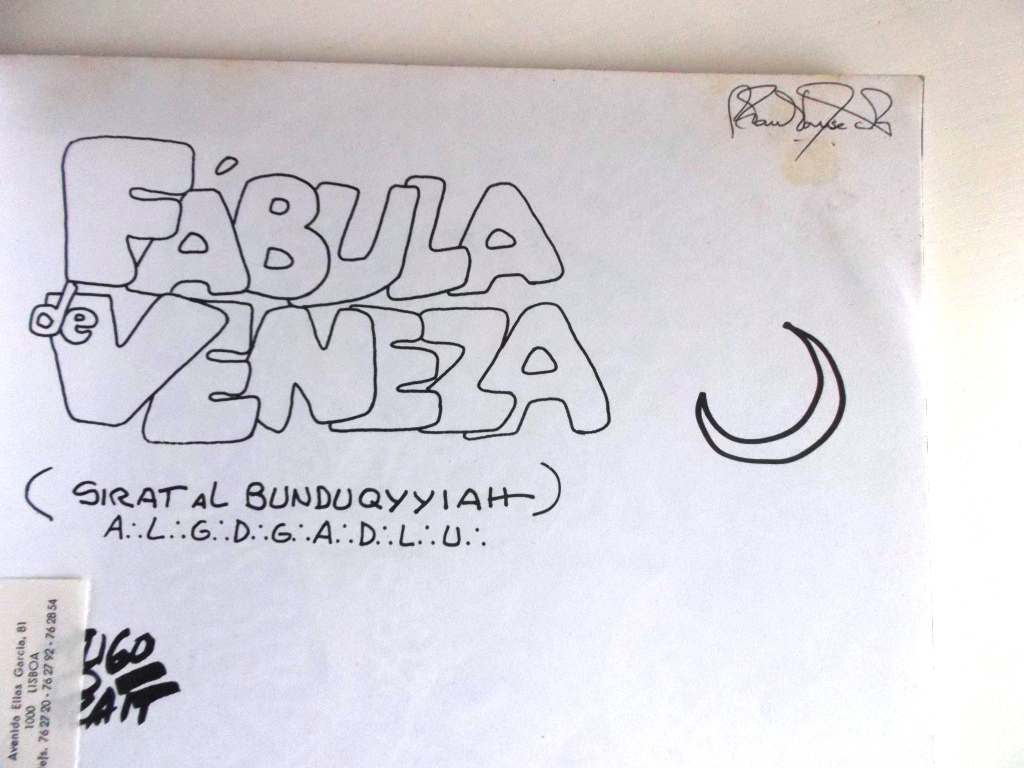 FÁBULA
de
VENEZA
(SIRAT AL BUNDUQYYIAH)
A∴L∴G∴D∴G∴A∴D∴L∴U∴
Avenida Elias Garcia, 81
1000 LISBOA
Tels. 76 27 20 - 76 27 92 - 76 28 54